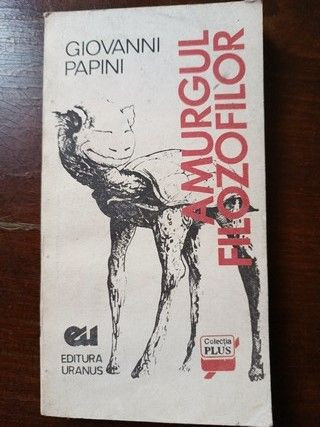 GIOVANNI
PAPINI
AMURGUL
FILOZOFILOR
eu
EDITURA
URANUS
Colecția
PLUS